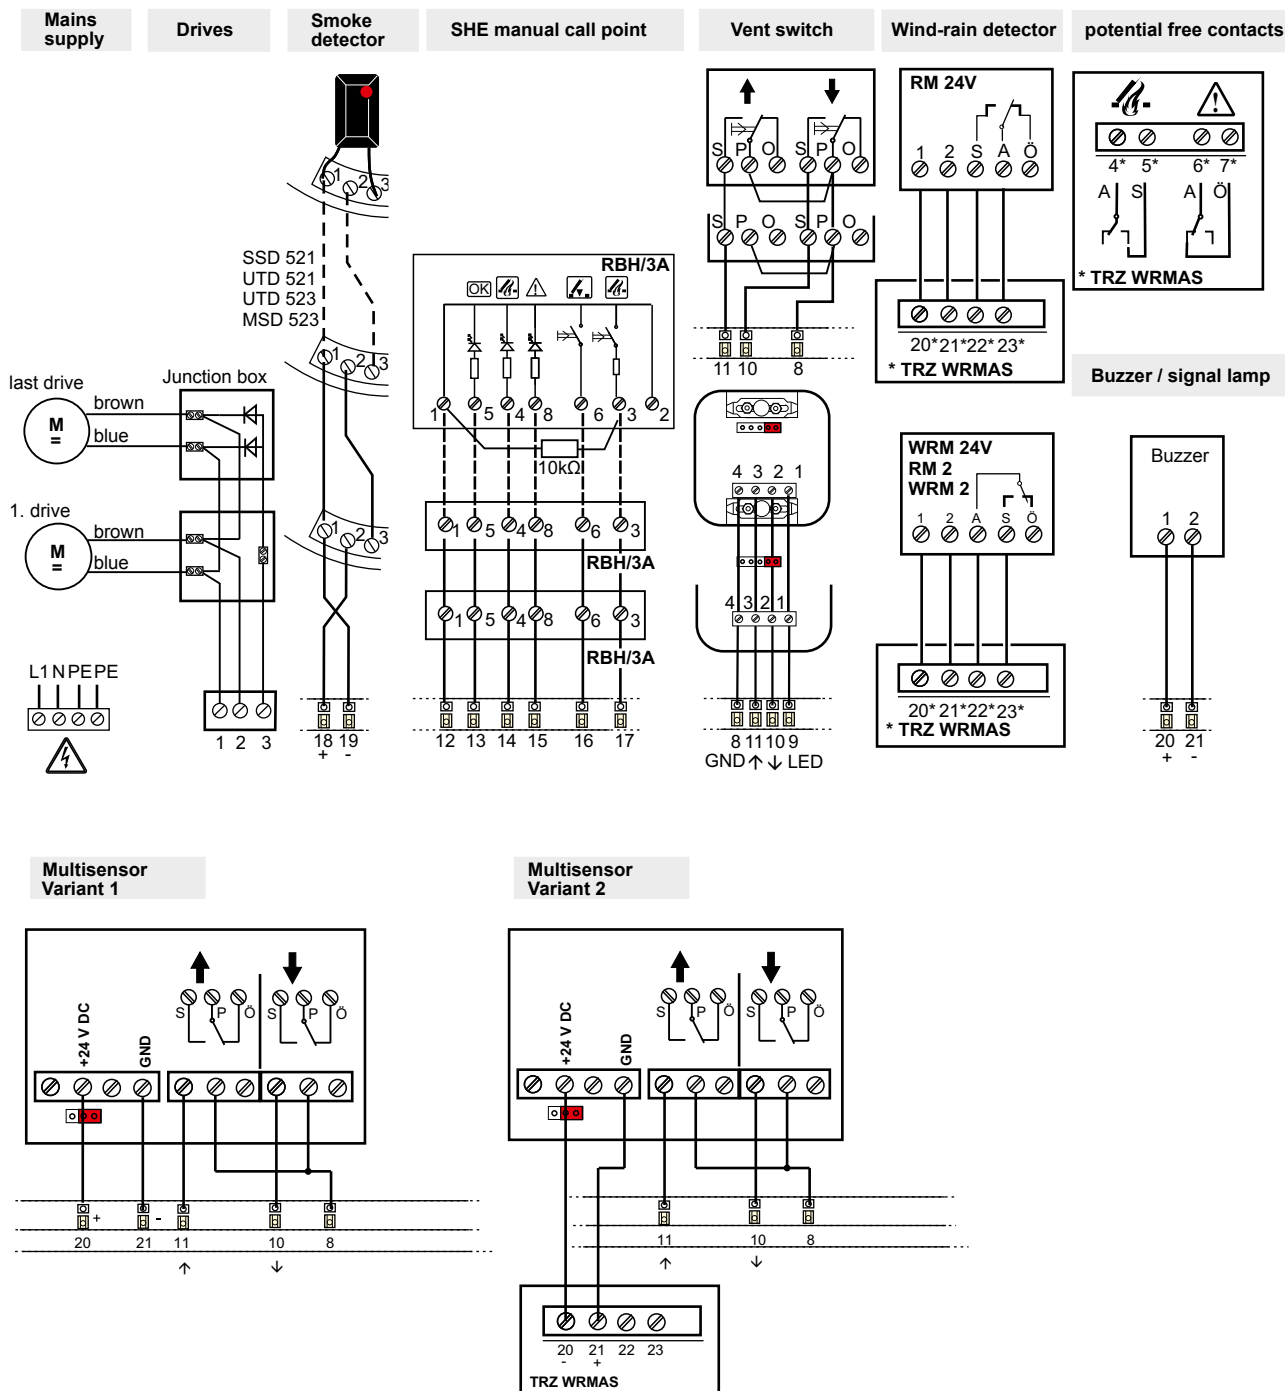 Mains
supply
Drives
Smoke
detector
SHE manual call point
Vent switch
Wind-rain detector
potential free contacts
1 2 3
SSD 521
UTD 521
UTD 523
MSD 523
1 2 3
1 2 3
last drive
brown
blue
M
=
Junction box
1. drive
brown
blue
M
=
L1 N PE PE
1 2 3
18 19
+ -
RBH/3A
OK
1 5 4 8 6 3 2
10kΩ
1 5 4 8 6 3
RBH/3A
1 5 4 8 6 3
RBH/3A
12 13 14 15 16 17
S P O S P O
S P O S P O
11 10 8
4 3 2 1
4 3 2 1
8 11 10 9
GND ↑ ↓ LED
RM 24V
1 2 S A Ö
20* 21* 22* 23*
* TRZ WRMAS
WRM 24V
RM 2
WRM 2
1 2 A S Ö
20* 21* 22* 23*
* TRZ WRMAS
4* 5* 6* 7*
A S A Ö
* TRZ WRMAS
Buzzer / signal lamp
Buzzer
1 2
20 21
+ -
Multisensor
Variant 1
+24 V DC
GND
S P Ö S P Ö
+ -
20 21 11 10 8
↑ ↓
Multisensor
Variant 2
+24 V DC
GND
S P Ö S P Ö
11 10 8
↑ ↓
20 21 22 23
- +
TRZ WRMAS